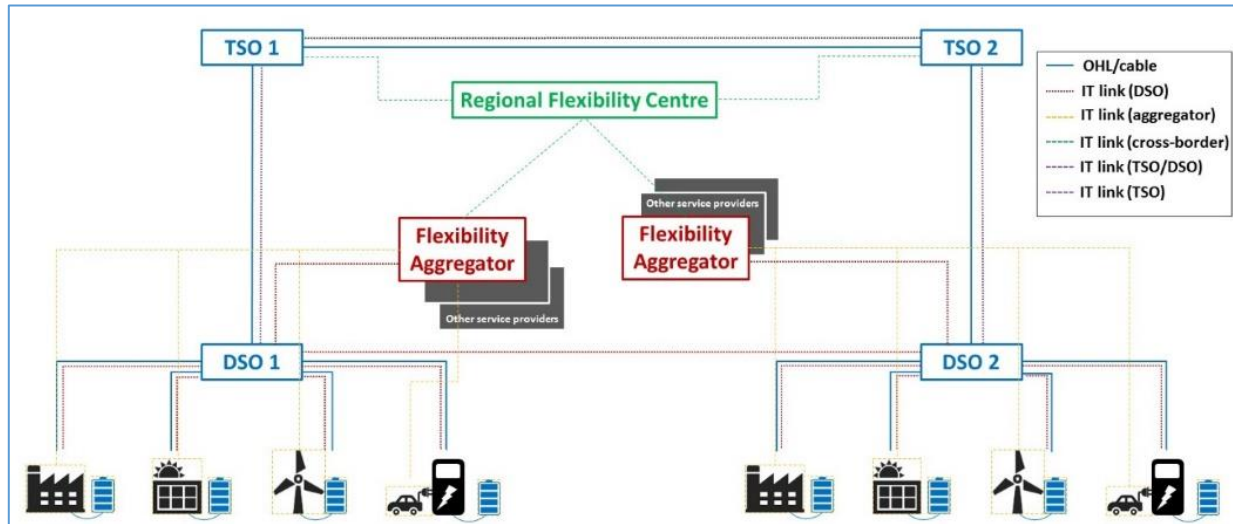 TSO 1
TSO 2
OHL/cable
IT link (DSO)
IT link (aggregator)
IT link (cross-border)
IT link (TSO/DSO)
IT link (TSO)
Regional Flexibility Centre
Other service providers
Flexibility
Aggregator
Flexibility
Aggregator
Other service providers
DSO 1
DSO 2